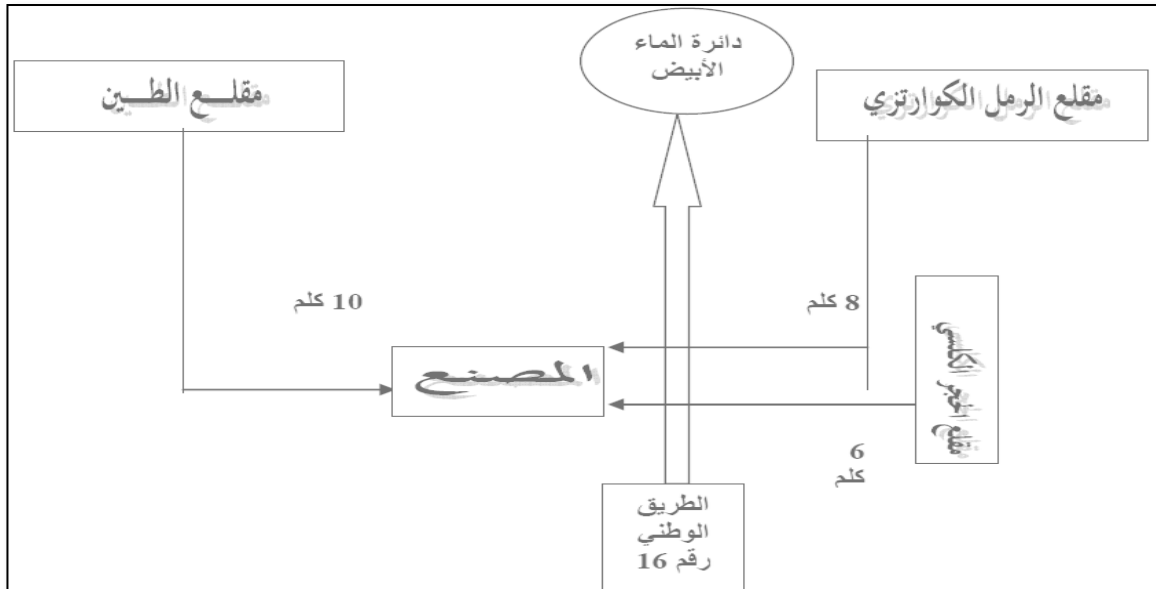 دائرة الماء
الأبيض
مقلع الرمل الكوارتزي
مقلـــع الطـــين
8 كلم
10 كلم
المصنع
مقلع الحجر الكلسي
6
كلم
الطريق
الوطني
رقم 16